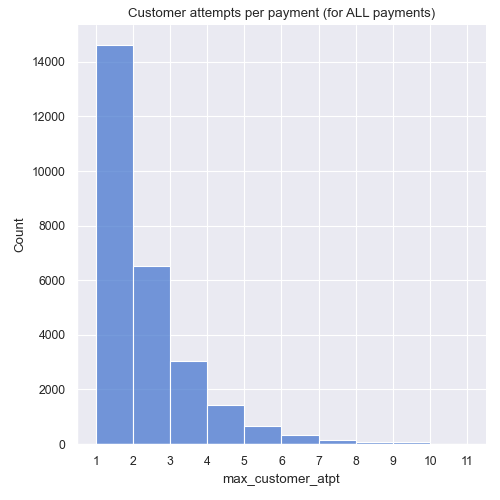 Customer attempts per payment (for ALL payments)
14000
12000
10000
8000
6000
4000
2000
0
Count
1 2 3 4 5 6 7 8 9 10 11
max_customer_atpt